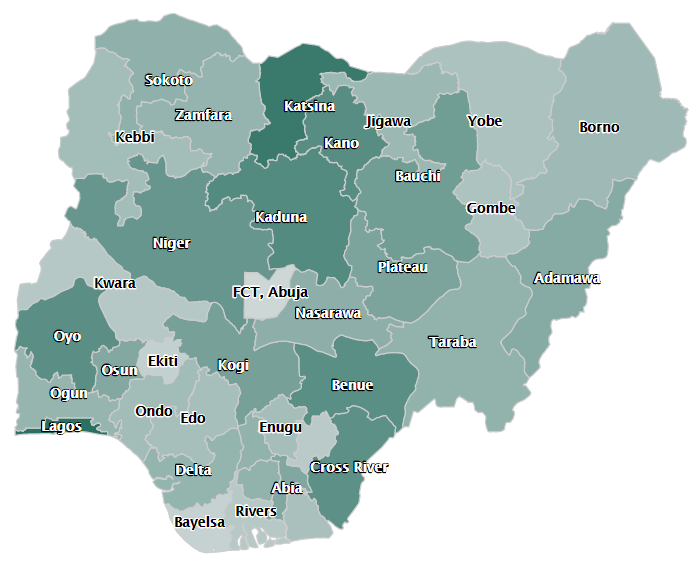 Sokoto
Katsina
Zamfara
Jigawa
Yobe
Borno
Kebbi
Kano
Bauchi
Gombe
Kaduna
Niger
Plateau
Adamawa
Kwara
FCT, Abuja
Nasarawa
Oyo
Taraba
Ekiti
Osun
Kogi
Benue
Ogun
Ondo
Edo
Lagos
Enugu
Cross River
Delta
Abia
Rivers
Bayelsa